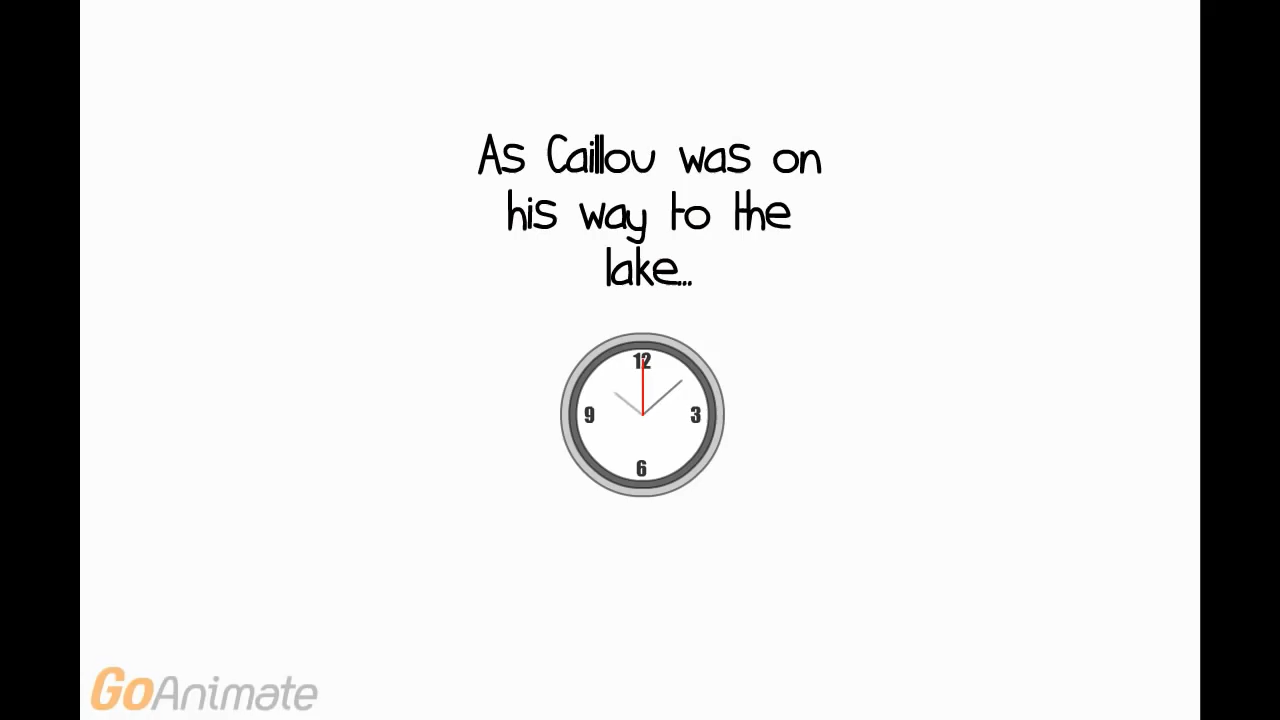 As Caillou was on
his way to the
lake...
12
9
3
6
GoAnimate